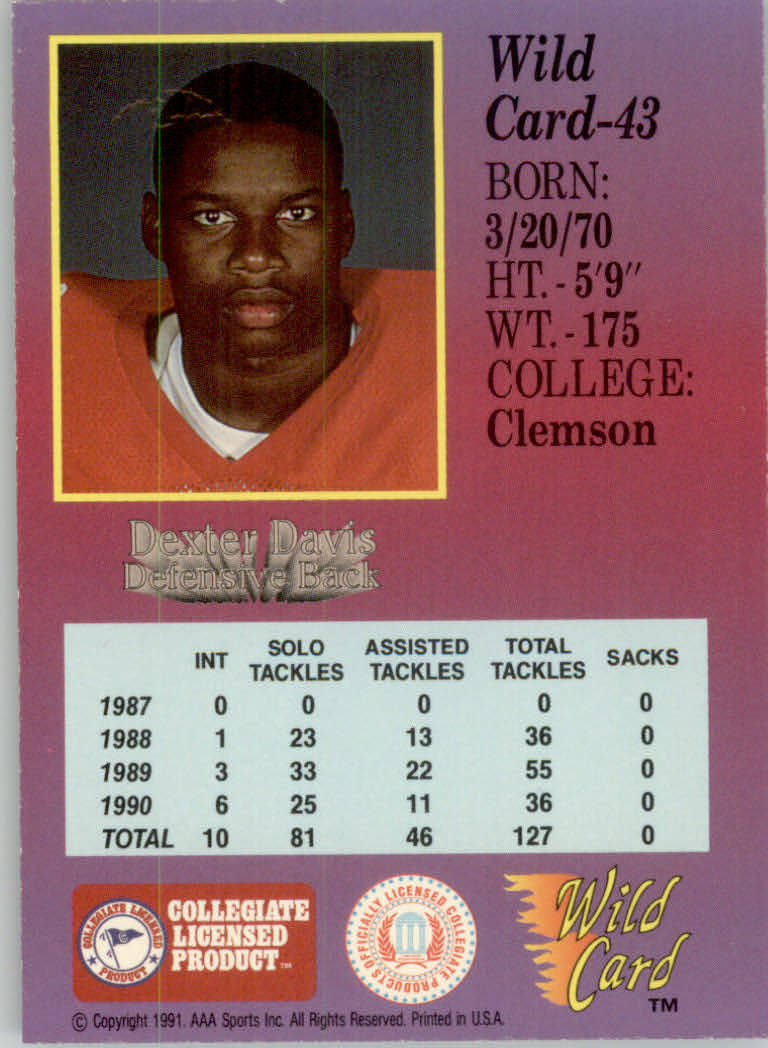 Wild
Card-43
BORN:
3/20/70
HT.-5'9"
WT.-175
COLLEGE:
Clemson
Dexter Davis
Defensive Back
INT SOLO TACKLES ASSISTED TACKLES TOTAL TACKLES SACKS
1987 0 0 0 0 0
1988 1 23 13 36 0
1989 3 33 22 55 0
1990 6 25 11 36 0
TOTAL 10 81 46 127 0
COLLEGIATE LICENSED
PRODUCT
COLLEGIATE
LICENSED
PRODUCT™
OFFICIALLY LICENSED COLLEGIATE PRODUCTS
Wild
Card
TM
© Copyright 1991. AAA Sports Inc. All Rights Reserved. Printed in U.S.A.